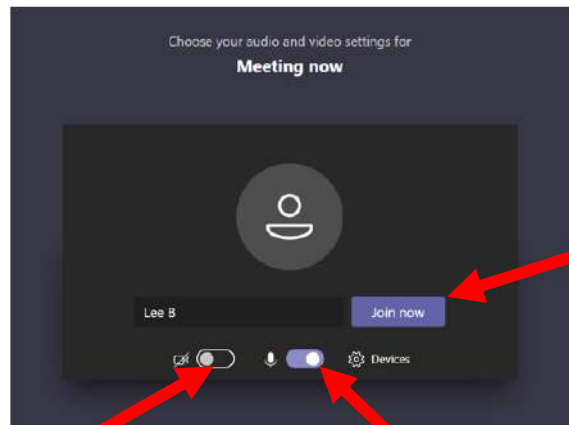 Choose your audio and video settings for
Meeting now
Lee B
Join now
Devices